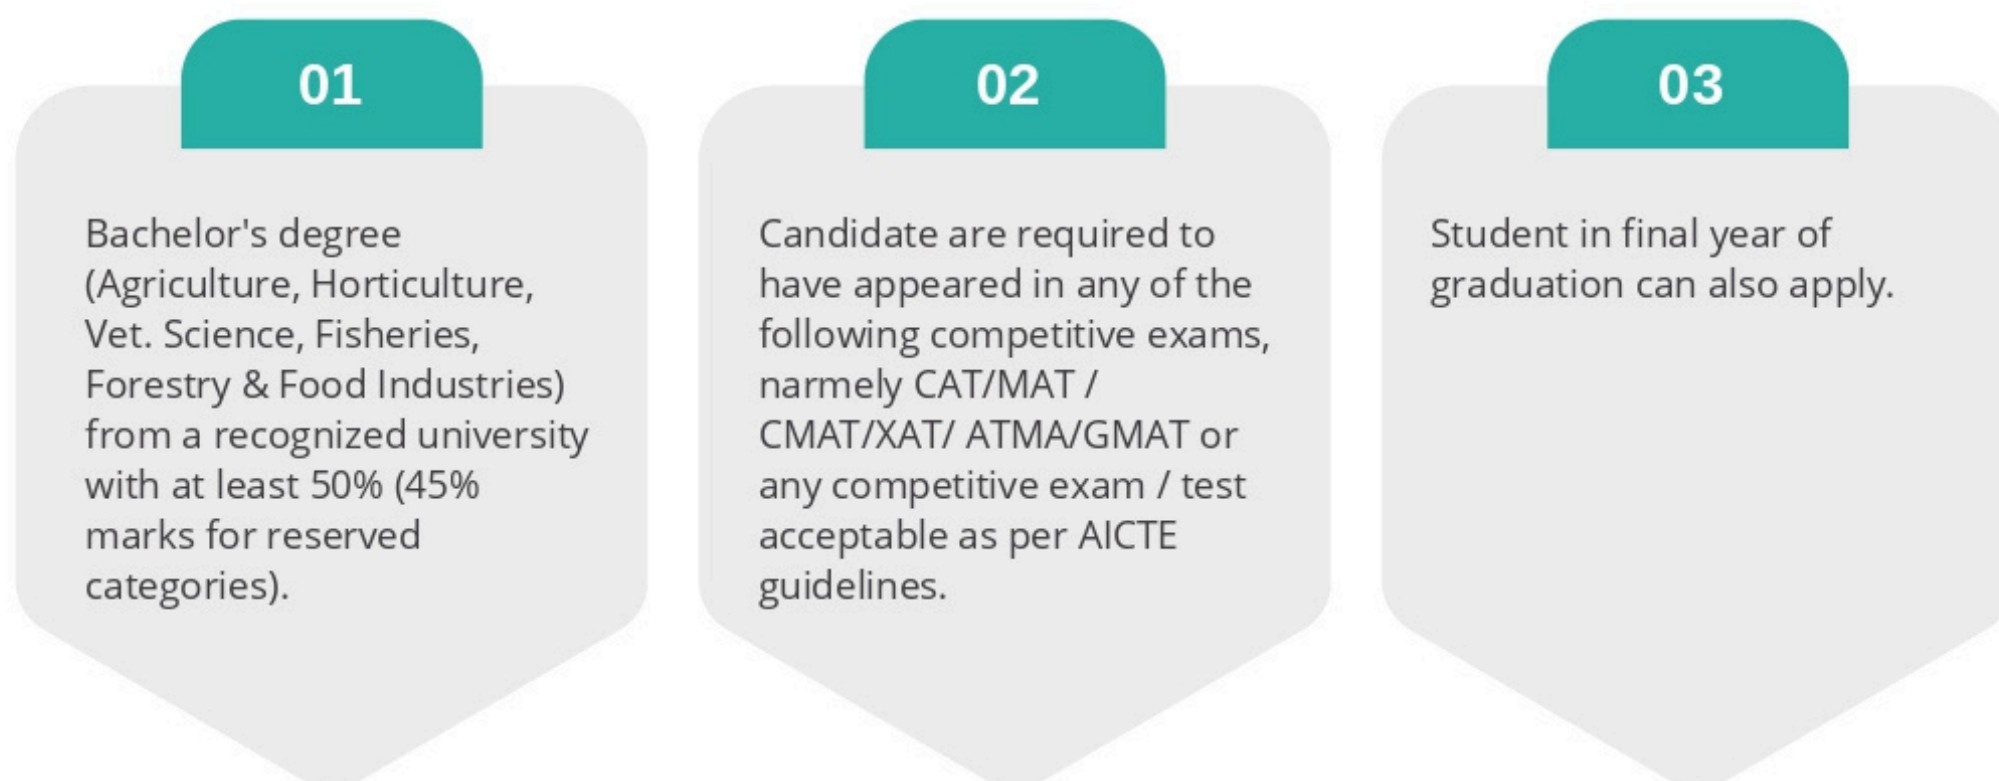 01
Bachelor's degree
(Agriculture, Horticulture,
Vet. Science, Fisheries,
Forestry & Food Industries)
from a recognized university
with at least 50% (45%
marks for reserved
categories).
02
Candidate are required to
have appeared in any of the
following competitive exams,
narmely CAT/MAT /
CMAT/XAT/ ATMA/GMAT or
any competitive exam / test
acceptable as per AICTE
guidelines.
03
Student in final year of
graduation can also apply.